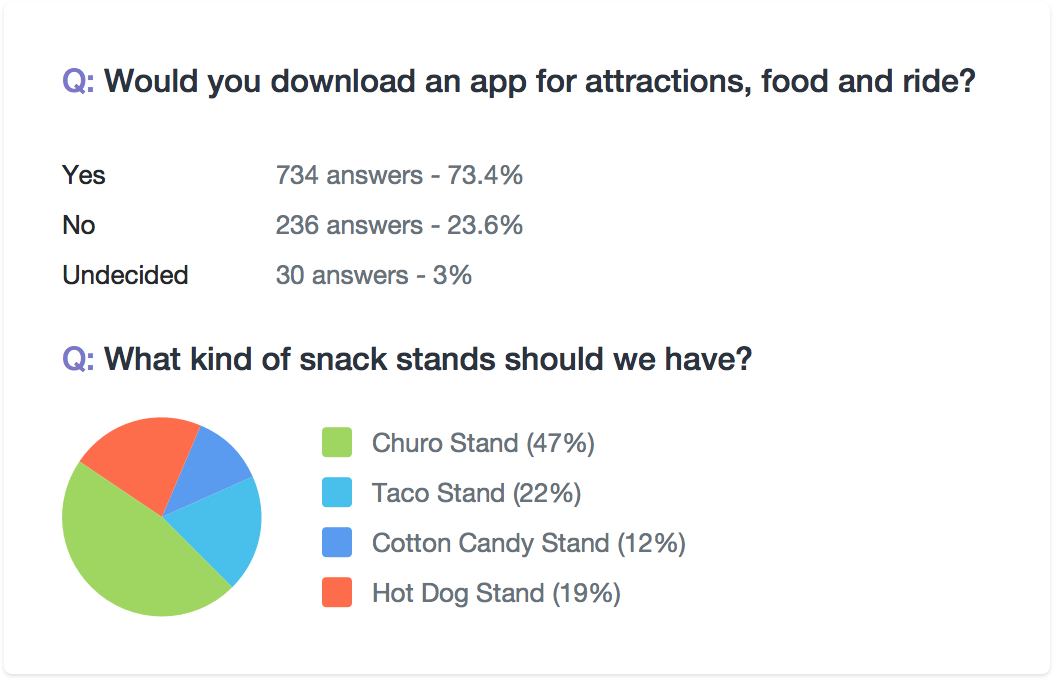 Q: Would you download an app for attractions, food and ride?
Yes 734 answers - 73.4%
No 236 answers - 23.6%
Undecided 30 answers - 3%
Q: What kind of snack stands should we have?
Churo Stand (47%)
Taco Stand (22%)
Cotton Candy Stand (12%)
Hot Dog Stand (19%)